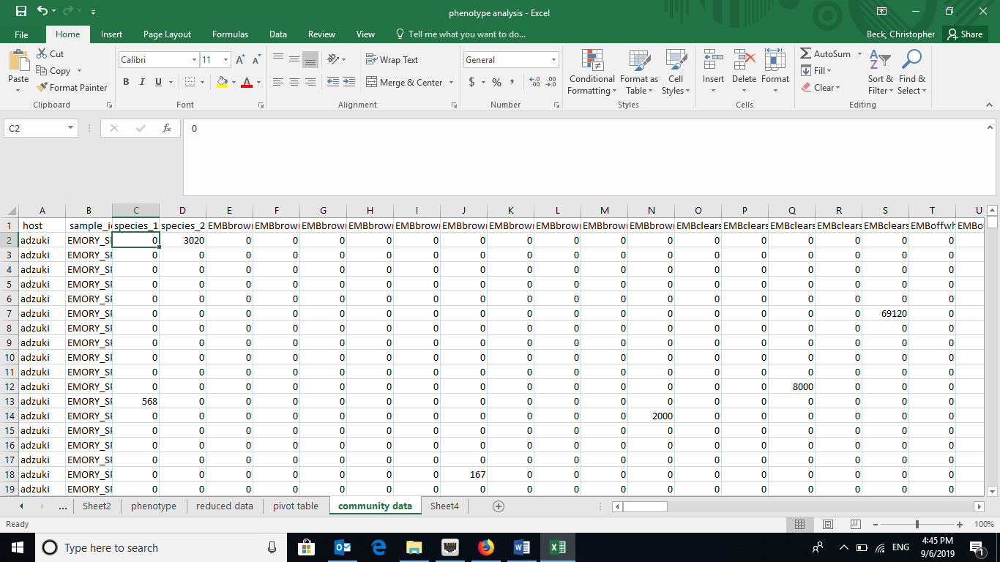 phenotype analysis - Excel
File Home Insert Page Layout Formulas Data Review View Tell me what you want to do... Beck, Christopher Share
Paste Cut Copy Format Painter Clipboard
Calibri 11 A A B I U A Font
Wrap Text Merge & Center Alignment
General $ % , .0 .00 .00 .0 Number
Conditional Formatting Format as Table Cell Styles Styles
Insert Delete Format Cells
AutoSum Fill Clear Sort & Filter Find & Select Editing
C2 fx 0
A B C D E F G H I J K L M N O P Q R S T U
1 host sample_i species_1 species_2 EMBbrow EMBbrow EMBbrow EMBbrow EMBbrow EMBbrow EMBbrow EMBbrow EMBbrow EMBbrow EMBclears EMBclears EMBclears EMBclears EMBclears EMBoffwh EMBo
2 adzuki EMORY_S 0 3020 0 0 0 0 0 0 0 0 0 0 0 0 0 0 0 0
3 adzuki EMORY_S 0 0 0 0 0 0 0 0 0 0 0 0 0 0 0 0 0 0
4 adzuki EMORY_S 0 0 0 0 0 0 0 0 0 0 0 0 0 0 0 0 0 0
5 adzuki EMORY_S 0 0 0 0 0 0 0 0 0 0 0 0 0 0 0 0 0 0
6 adzuki EMORY_S 0 0 0 0 0 0 0 0 0 0 0 0 0 0 0 0 0 0
7 adzuki EMORY_S 0 0 0 0 0 0 0 0 0 0 0 0 0 0 0 0 69120 0
8 adzuki EMORY_S 0 0 0 0 0 0 0 0 0 0 0 0 0 0 0 0 0 0
9 adzuki EMORY_S 0 0 0 0 0 0 0 0 0 0 0 0 0 0 0 0 0 0
10 adzuki EMORY_S 0 0 0 0 0 0 0 0 0 0 0 0 0 0 0 0 0 0
11 adzuki EMORY_S 0 0 0 0 0 0 0 0 0 0 0 0 0 0 0 0 0 0
12 adzuki EMORY_S 0 0 0 0 0 0 0 0 0 0 0 0 0 0 8000 0 0 0
13 adzuki EMORY_S 568 0 0 0 0 0 0 0 0 0 0 0 0 0 0 0 0 0
14 adzuki EMORY_S 0 0 0 0 0 0 0 0 0 0 0 2000 0 0 0 0 0 0
15 adzuki EMORY_S 0 0 0 0 0 0 0 0 0 0 0 0 0 0 0 0 0 0
16 adzuki EMORY_S 0 0 0 0 0 0 0 0 0 0 0 0 0 0 0 0 0 0
17 adzuki EMORY_S 0 0 0 0 0 0 0 0 0 0 0 0 0 0 0 0 0 0
18 adzuki EMORY_S 0 0 0 0 0 0 0 167 0 0 0 0 0 0 0 0 0 0
19 adzuki EMORY_S 0 0 0 0 0 0 0 0 0 0 0 0 0 0 0 0 0 0
... Sheet2 phenotype reduced data pivot table community data Sheet4
Ready 100%
Type here to search ENG 4:45 PM
9/6/2019 1